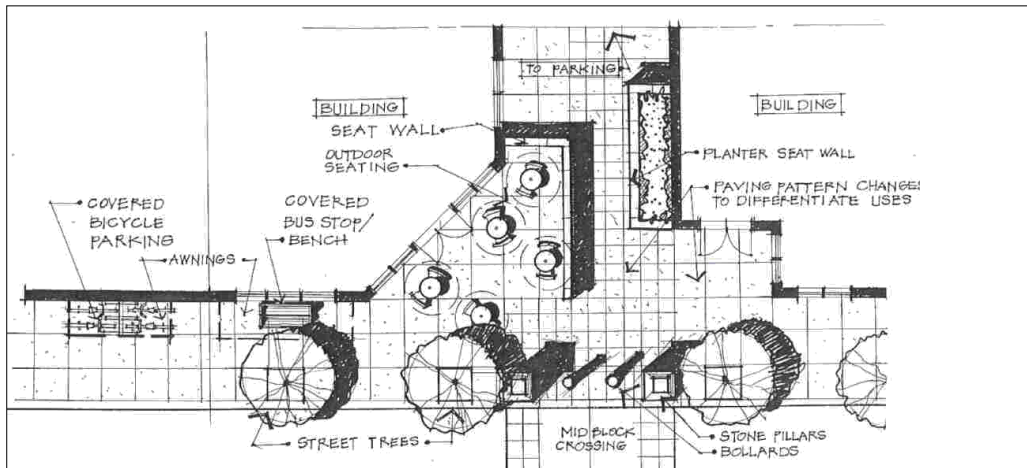 TO PARKING
BUILDING
BUILDING
SEAT WALL
OUTDOOR
SEATING
PLANTER SEAT WALL
PAVING PATTERN CHANGE
TO DIFFERENTIATE USES
COVERED
BICYCLE
PARKING
COVERED
BUS STOP/
BENCH
AWNINGS
STREET TREES
MID BLOCK
CROSSING
STONE PILLARS
BOLLARDS